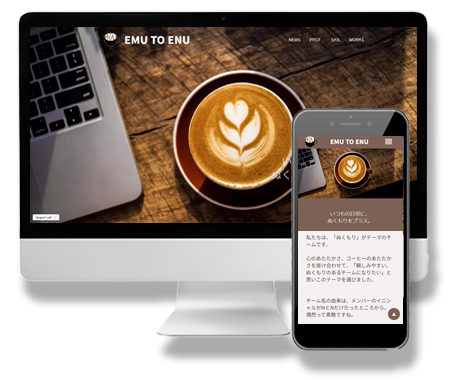 EMU TO ENU
NEWS PROF SKIL WORKS
EMU TO ENU
いつもの日常に、
ぬくもりをプラス。
私たちは、「ぬくもり」がテーマのチ
ームです。
心のあたたかさ、コーヒーのあたたか
さを掛け合わせて、「親しみやすい、
ぬくもりのあるチームになりたい」と
思いこのテーマを選びました。
チーム名の由来は、メンバーのイニシ
ャルがMとNだけだったところから。
偶然って素敵ですね。